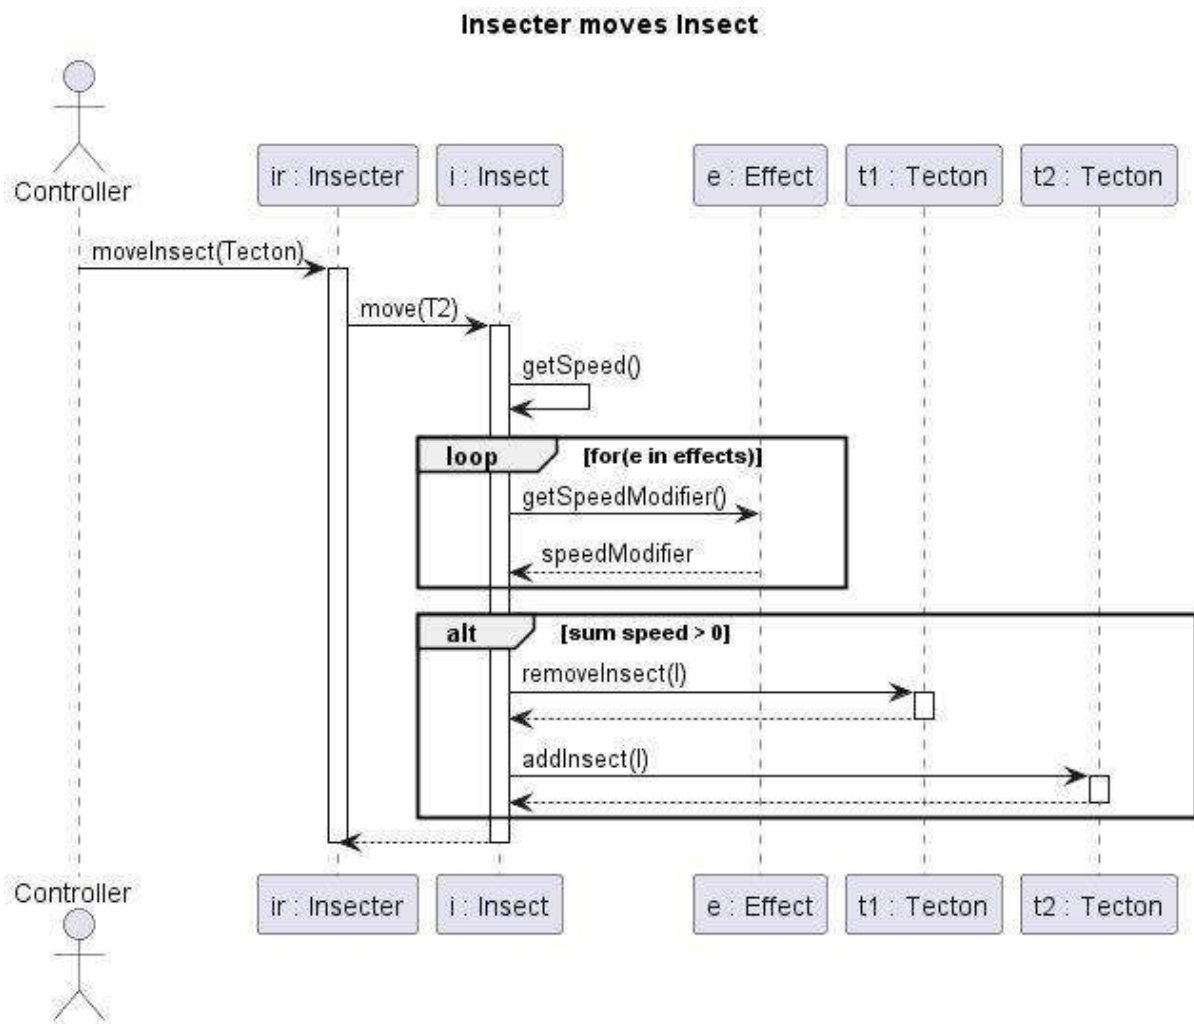 Insecter moves Insect
Controller
ir : Insecter
i : Insect
e : Effect
t1 : Tecton
t2 : Tecton
moveInsect(Tecton)
move(T2)
getSpeed()
loop
[for(e in effects)]
getSpeedModifier()
speedModifier
alt
[sum speed > 0]
removeInsect(I)
addInsect(I)
Controller
ir : Insecter
i : Insect
e : Effect
t1 : Tecton
t2 : Tecton